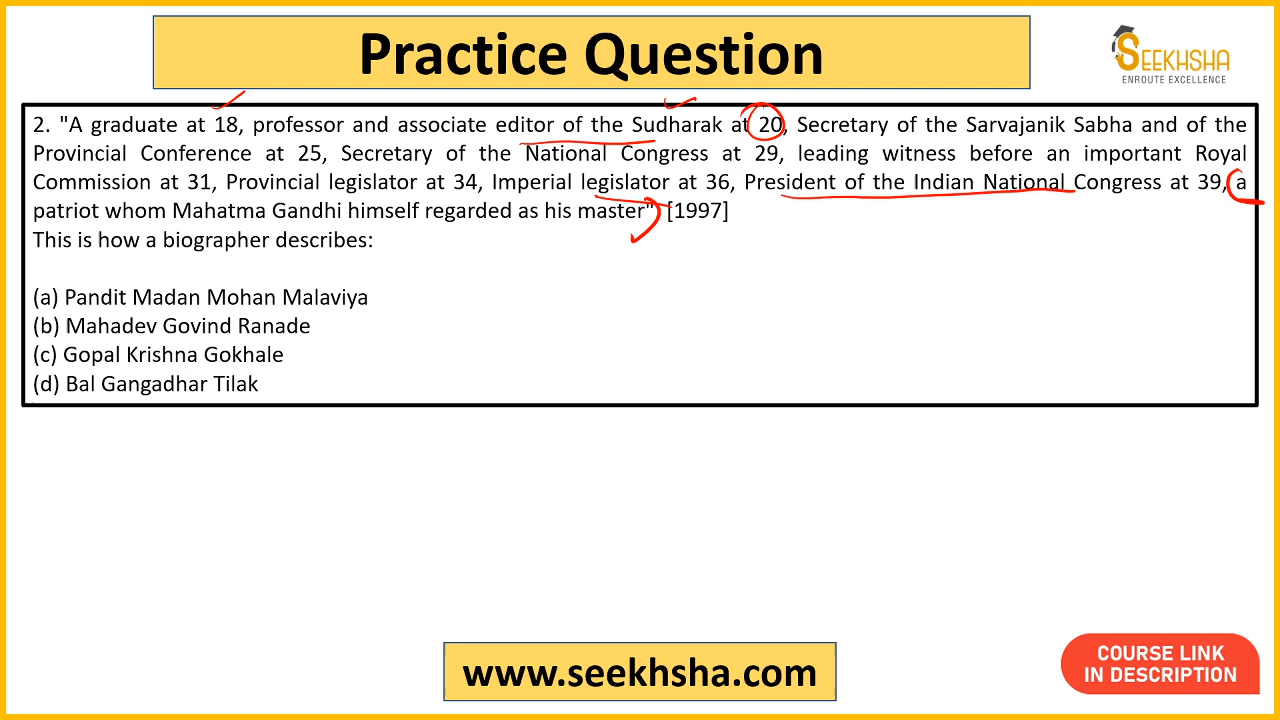 Practice Question
SEEKHSHA
ENROUTE EXCELLENCE
2. "A graduate at 18, professor and associate editor of the Sudharak at 20, Secretary of the Sarvajanik Sabha and of the
Provincial Conference at 25, Secretary of the National Congress at 29, leading witness before an important Royal
Commission at 31, Provincial legislator at 34, Imperial legislator at 36, President of the Indian National Congress at 39, a
patriot whom Mahatma Gandhi himself regarded as his master" [1997]
This is how a biographer describes:
(a) Pandit Madan Mohan Malaviya
(b) Mahadev Govind Ranade
(c) Gopal Krishna Gokhale
(d) Bal Gangadhar Tilak
www.seekhsha.com
COURSE LINK
IN DESCRIPTION